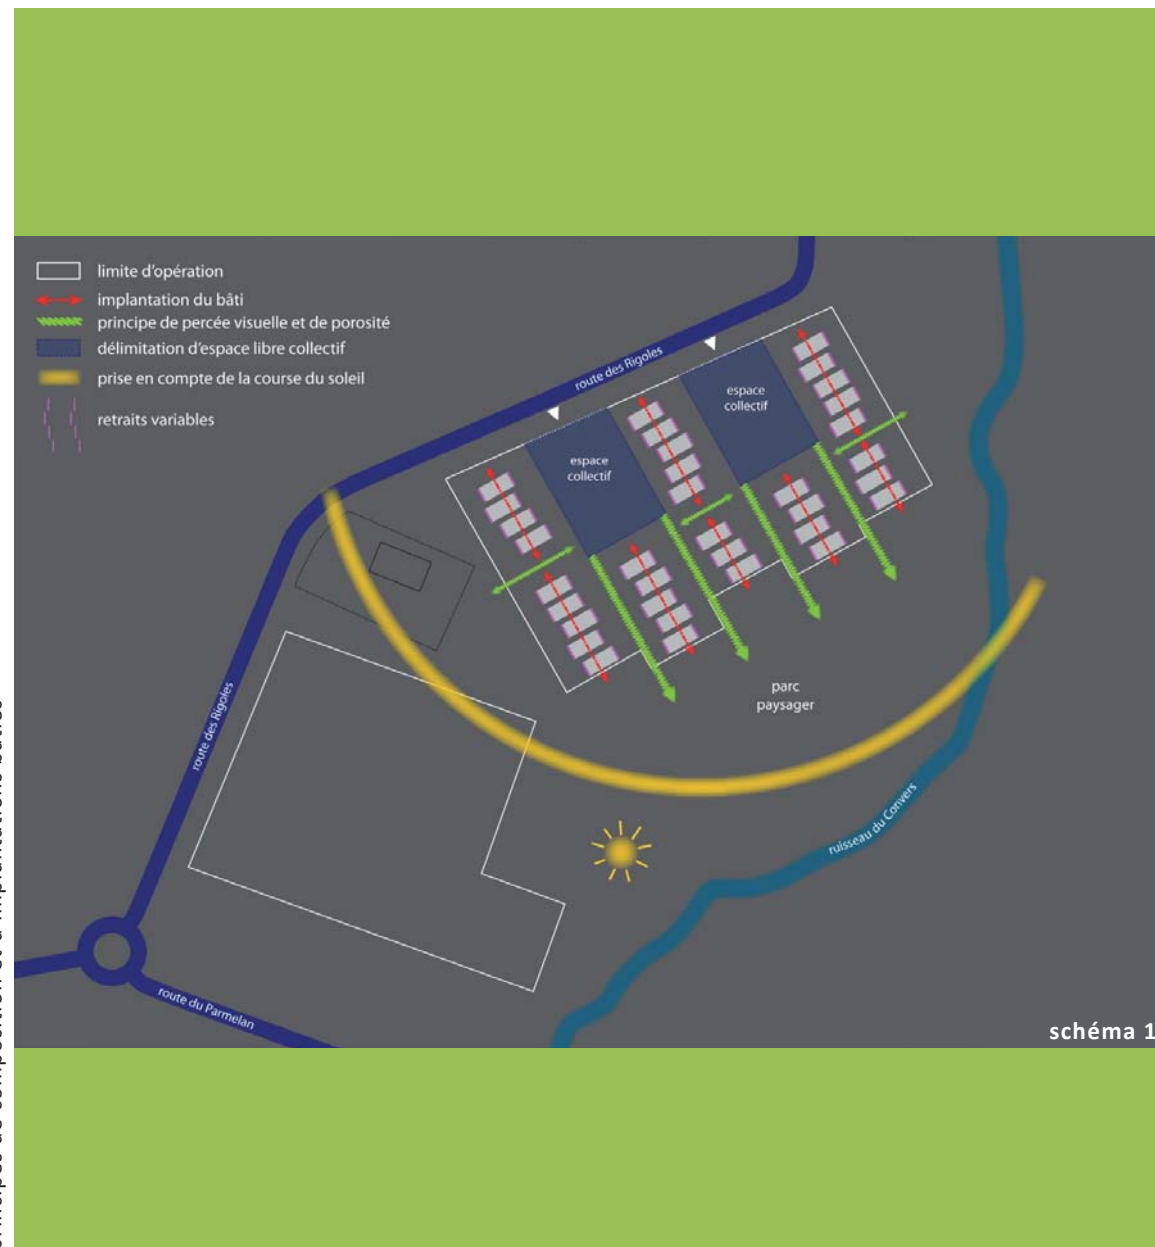 limite d'opération
implantation du bâti
principe de percée visuelle et de porosité
délimitation d'espace libre collectif
prise en compte de la course du soleil
retraits variables
route des Rigoles
espace
collectif
espace
collectif
parc
paysager
route des Rigoles
ruisseau du Convers
route du Parmelan
schéma 1